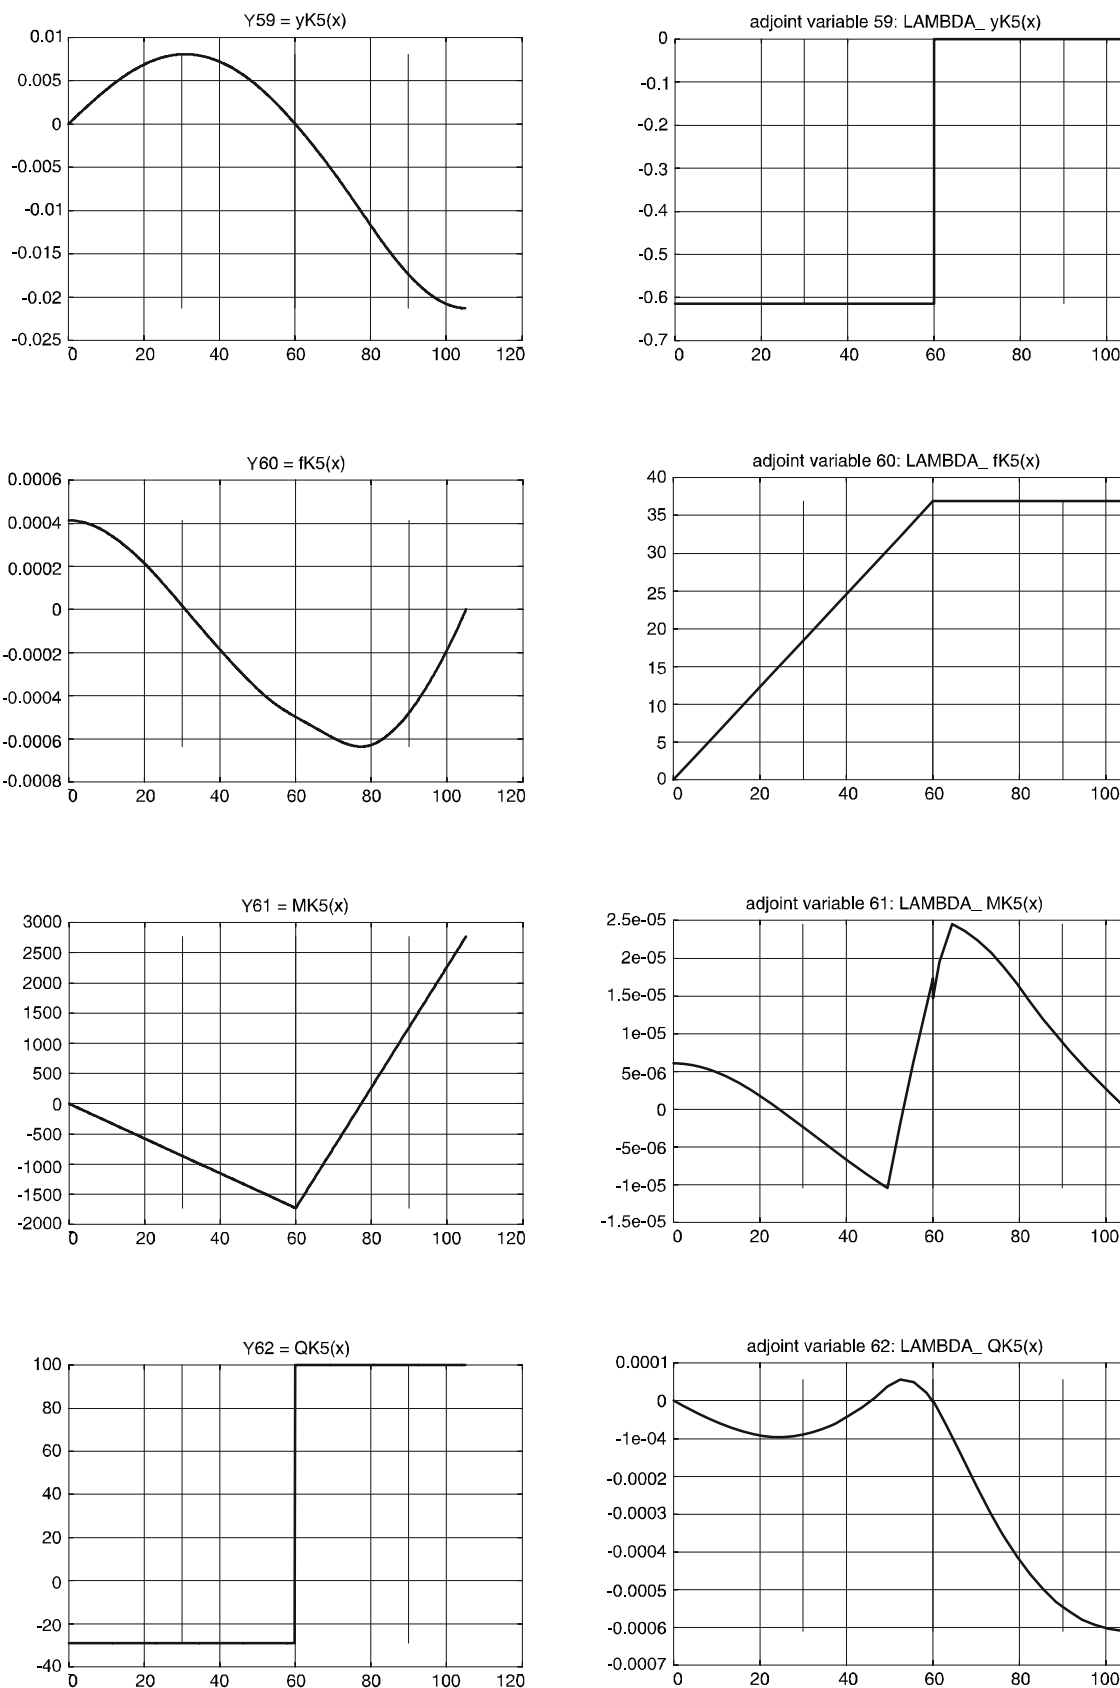 Y59 = yK5(x)
0.01
0.005
0
-0.005
-0.01
-0.015
-0.02
-0.025
0 20 40 60 80 100 120
adjoint variable 59: LAMBDA_ yK5(x)
0
-0.1
-0.2
-0.3
-0.4
-0.5
-0.6
-0.7
0 20 40 60 80 100
Y60 = fK5(x)
0.0006
0.0004
0.0002
0
-0.0002
-0.0004
-0.0006
-0.0008
0 20 40 60 80 100 120
adjoint variable 60: LAMBDA_ fK5(x)
40
35
30
25
20
15
10
5
0
0 20 40 60 80 100
Y61 = MK5(x)
3000
2500
2000
1500
1000
500
0
-500
-1000
-1500
-2000
0 20 40 60 80 100 120
adjoint variable 61: LAMBDA_ MK5(x)
2.5e-05
2e-05
1.5e-05
1e-05
5e-06
0
-5e-06
-1e-05
-1.5e-05
0 20 40 60 80 100
Y62 = QK5(x)
100
80
60
40
20
0
-20
-40
0 20 40 60 80 100 120
adjoint variable 62: LAMBDA_ QK5(x)
0.0001
0
-1e-04
-0.0002
-0.0003
-0.0004
-0.0005
-0.0006
-0.0007
0 20 40 60 80 100